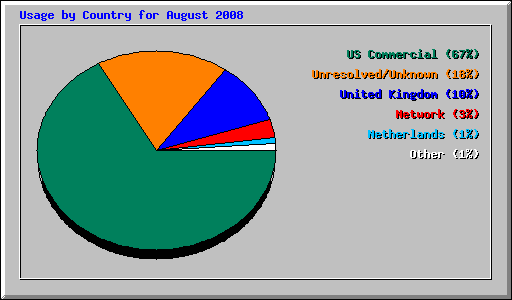 Usage by Country for August 2008
US Commercial (67%)
Unresolved/Unknown (18%)
United Kingdom (10%)
Network (3%)
Netherlands (1%)
Other (1%)